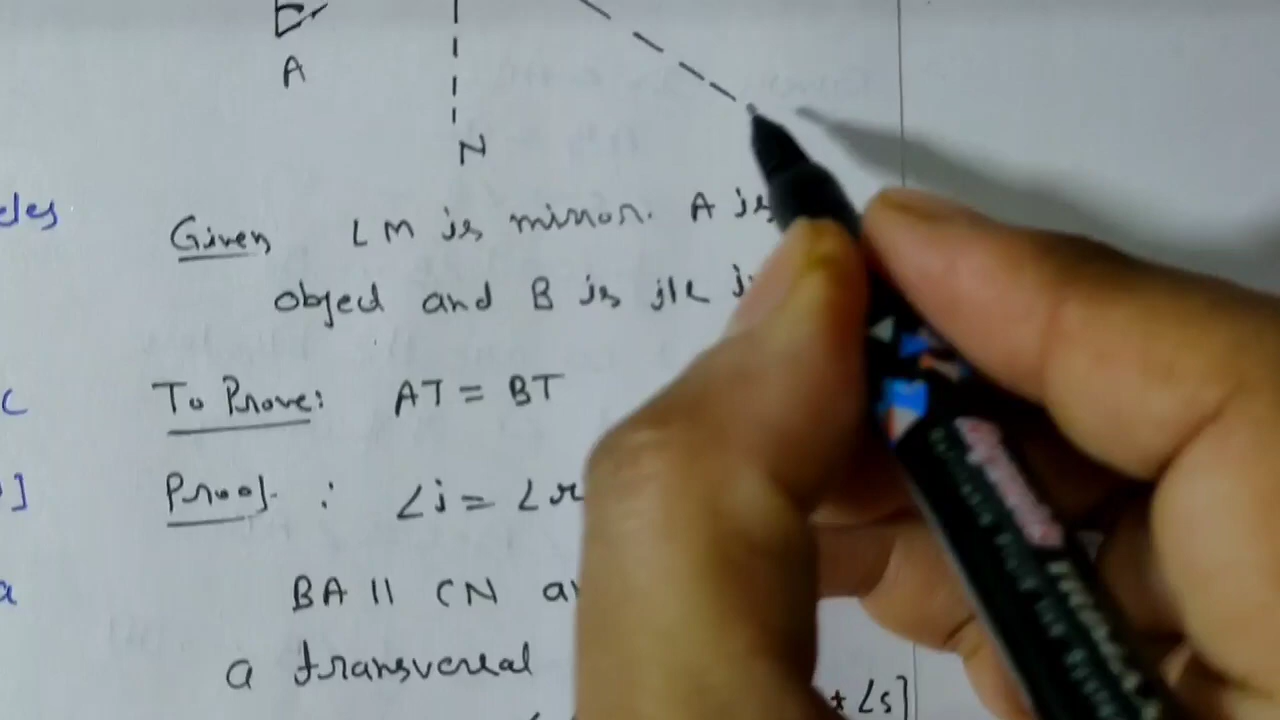 A
N
Given LM is mirror. A is
object and B is its
To Prove: AT = BT
Proof : ∠i = ∠r
BA || CN
a transversal
∠s]